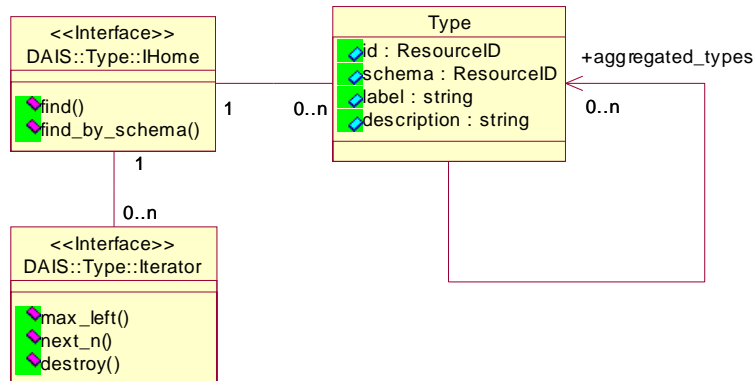 <<Interface>>
DAIS::Type::IHome
find()
find_by_schema()
Type
id : ResourceID
schema : ResourceID
label : string
description : string
+aggregated_types
0..n
1
0..n
1
0..n
<<Interface>>
DAIS::Type::Iterator
max_left()
next_n()
destroy()